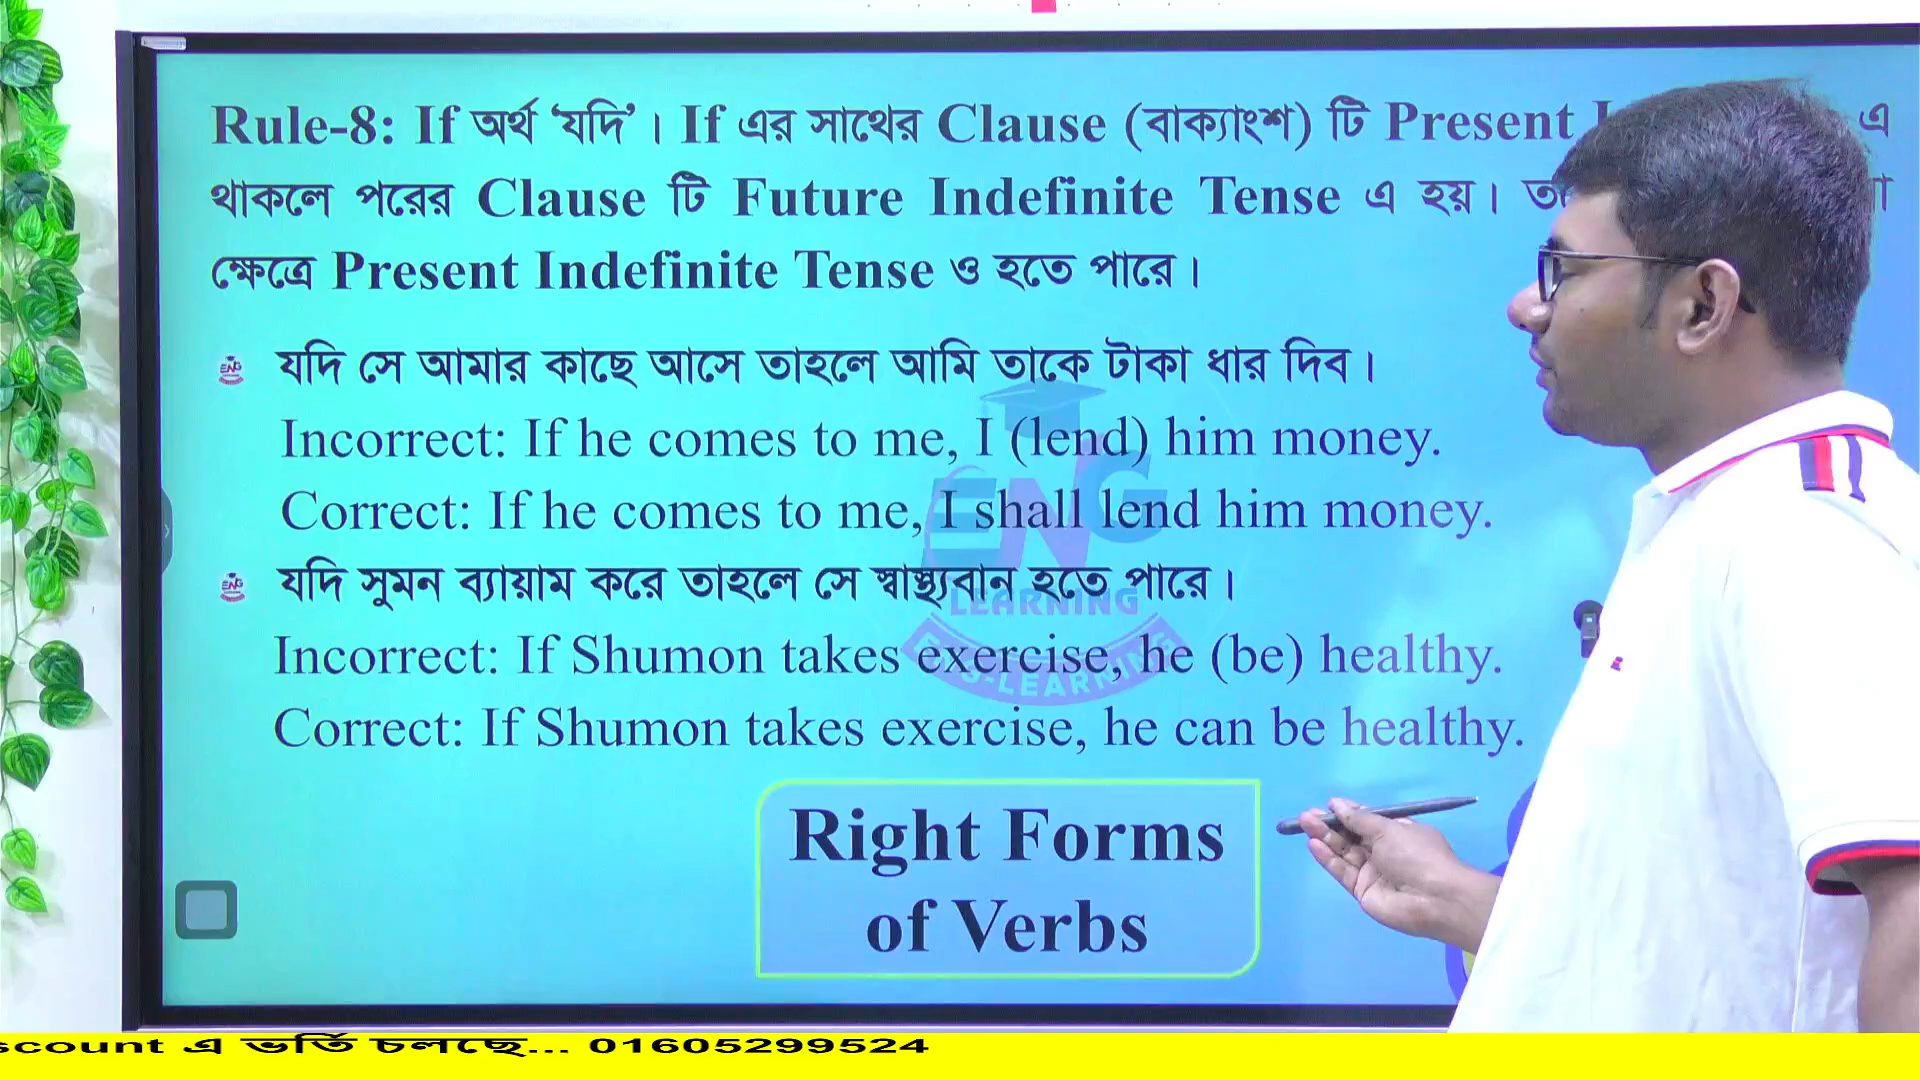 Rule-8: If অর্থ ‘যদি’। If এর সাথের Clause (বাক্যাংশ) টি Present এ
থাকলে পরের Clause টি Future Indefinite Tense এ হয়।
ক্ষেত্রে Present Indefinite Tense ও হতে পারে।
যদি সে আমার কাছে আসে তাহলে আমি তাকে টাকা ধার দিব।
Incorrect: If he comes to me, I (lend) him money.
Correct: If he comes to me, I shall lend him money.
যদি সুমন ব্যায়াম করে তাহলে সে স্বাস্থ্যবান হতে পারে।
Incorrect: If Shumon takes exercise, he (be) healthy.
Correct: If Shumon takes exercise, he can be healthy.
ENG
LEARNING
Right Forms
of Verbs
এ ভর্তি চলছে... 01605299524